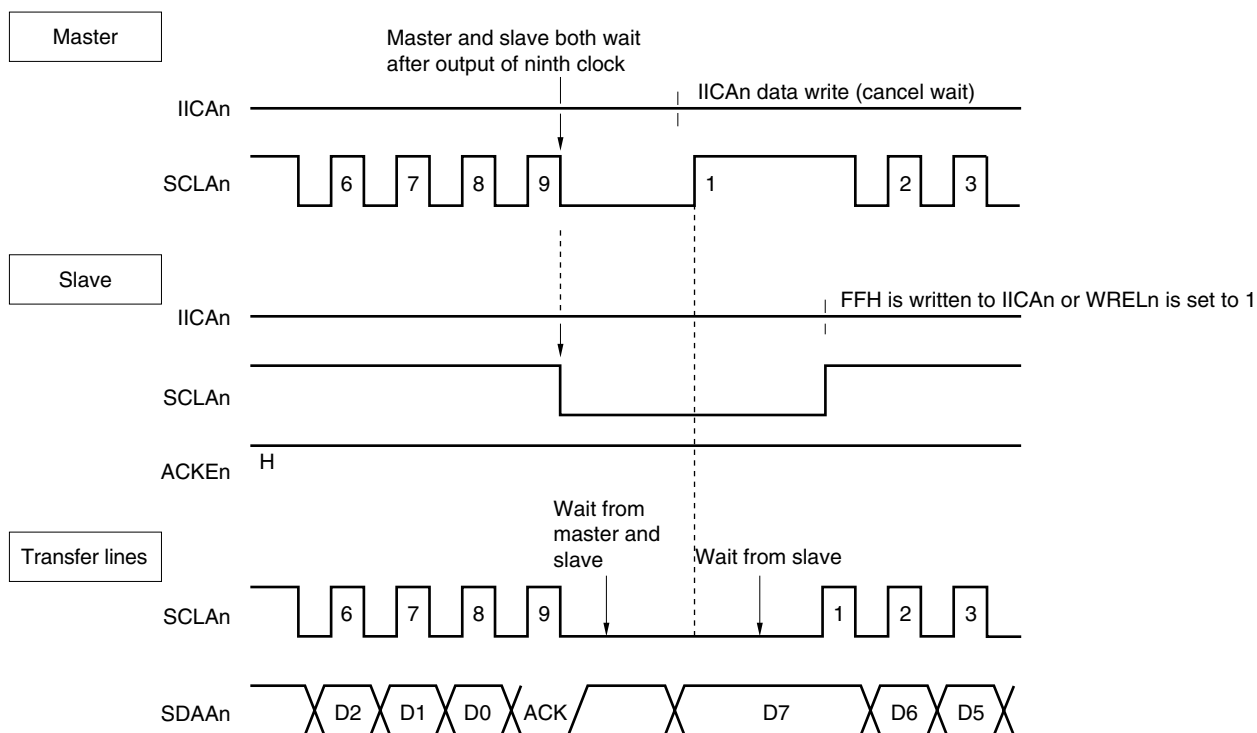 Master
Master and slave both wait
after output of ninth clock
IICAn
IICAn data write (cancel wait)
SCLAn
6 7 8 9 1 2 3
Slave
IICAn
FFH is written to IICAn or WRELn is set to 1
SCLAn
ACKEn
H
Transfer lines
Wait from
master and
slave
Wait from slave
SCLAn
6 7 8 9 1 2 3
SDAAn
D2 D1 D0 ACK D7 D6 D5